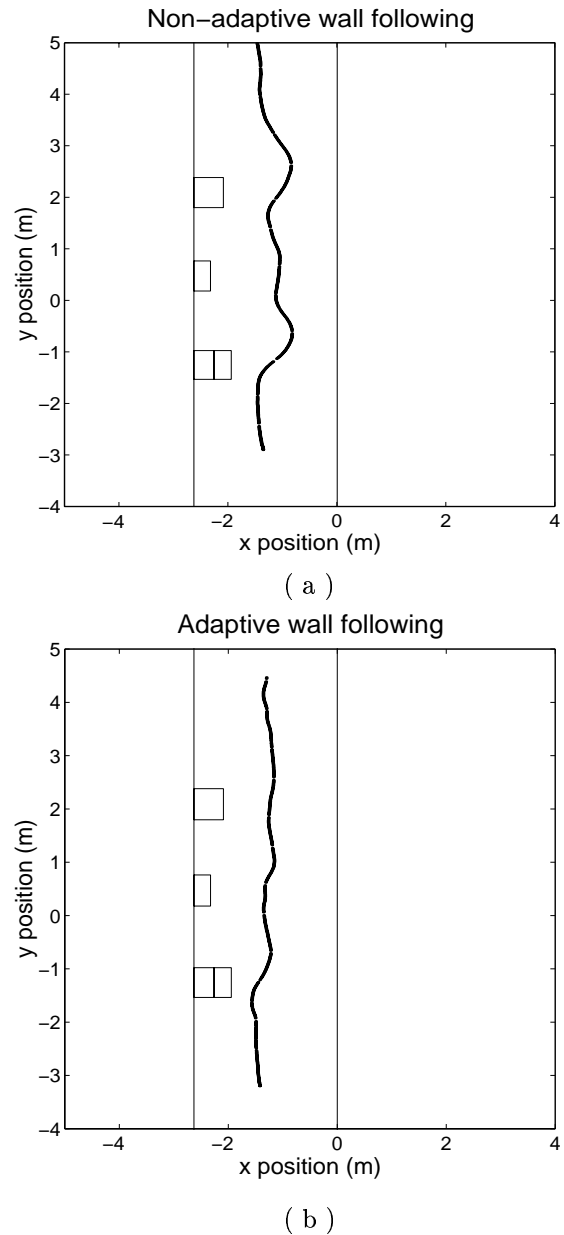 Non−adaptive wall following
5
4
3
2
1
0
−1
−2
−3
−4
y position (m)
−4 −2 0 2 4
x position (m)
( a )
Adaptive wall following
5
4
3
2
1
0
−1
−2
−3
−4
y position (m)
−4 −2 0 2 4
x position (m)
( b )